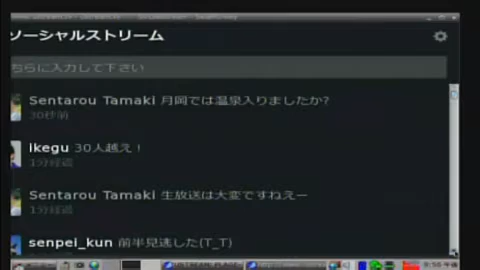 ソーシャルストリーム
ちらに入力して下さい
Sentarou Tamaki 月岡では温泉入りましたか?
30秒前
ikegu 30人越え!
1分経過
Sentarou Tamaki 生放送は大変ですねえー
1分経過
senpei_kun 前半見逃した(T_T)